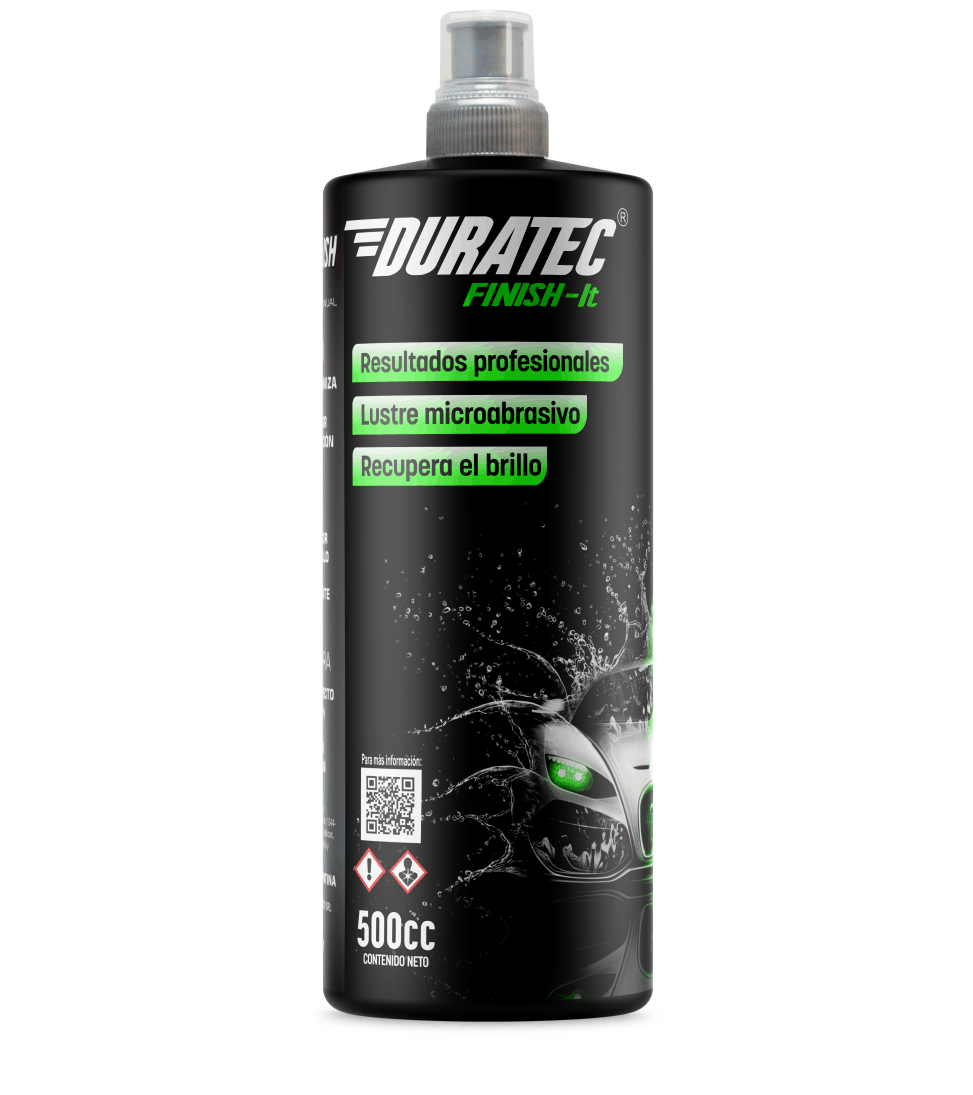 DURATEC®
FINISH-It
Resultados profesionales
Lustre microabrasivo
Recupera el brillo
Para más información:
500cc
CONTENIDO NETO